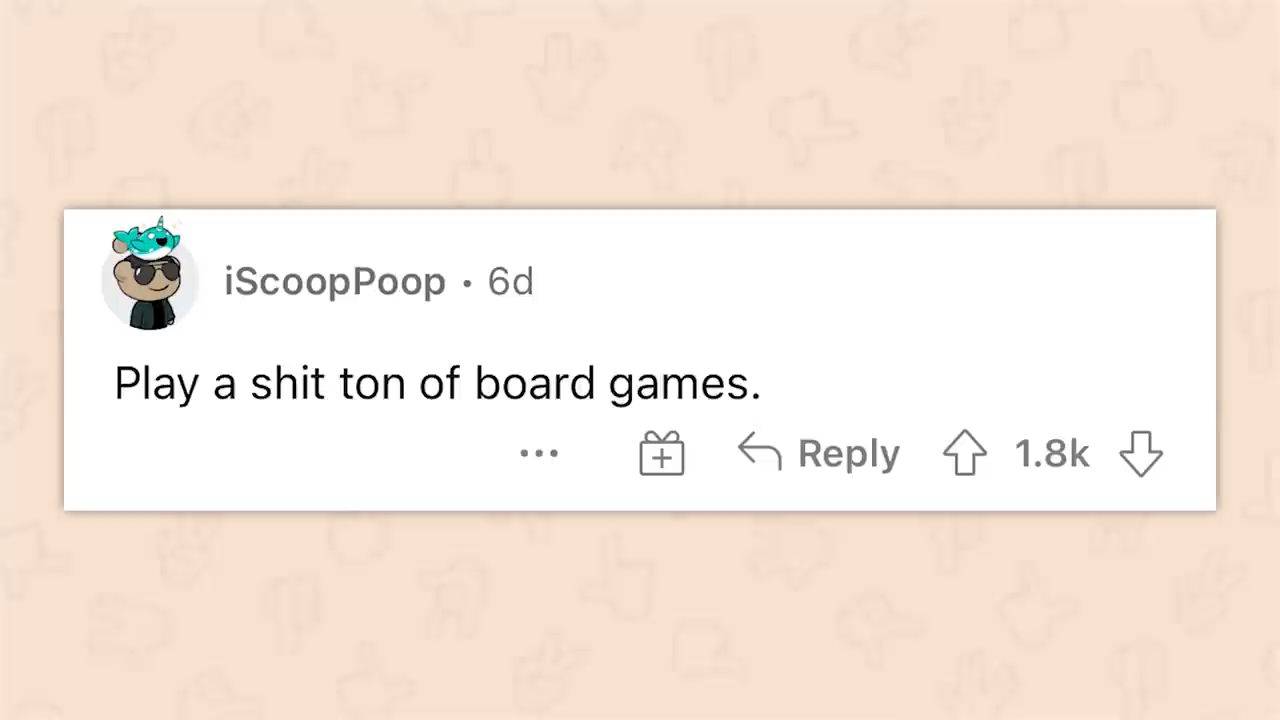 iScoopPoop · 6d
Play a shit ton of board games.
... Reply 1.8k